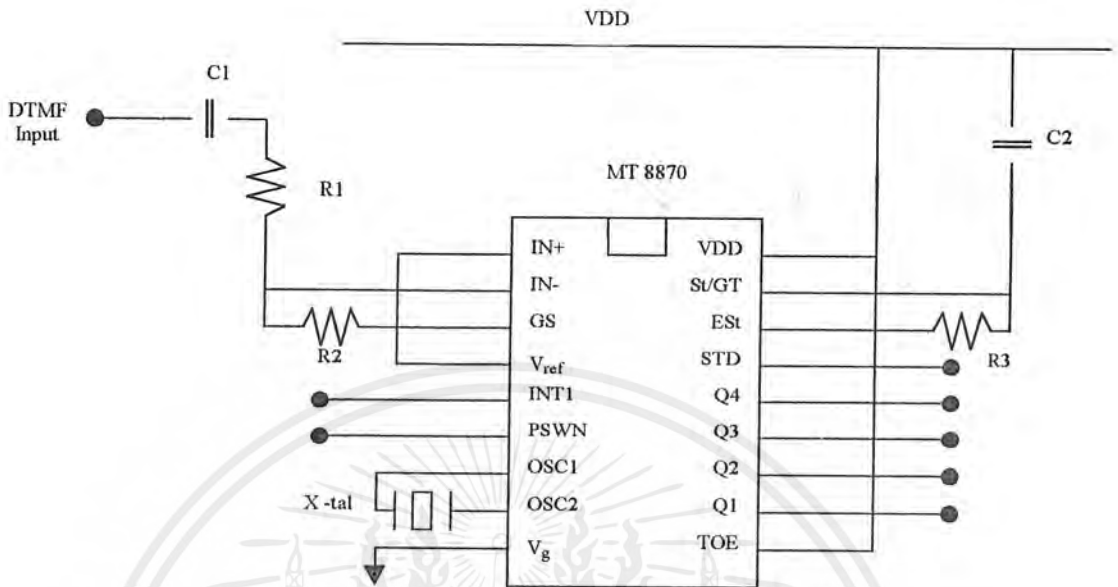 VDD
C1
DTMF
Input
C2
R1
MT 8870
IN+
VDD
IN-
St/GT
GS
ESt
R2
R3
Vref
STD
INT1
Q4
PSWN
Q3
OSC1
Q2
X -tal
OSC2
Q1
Vg
TOE